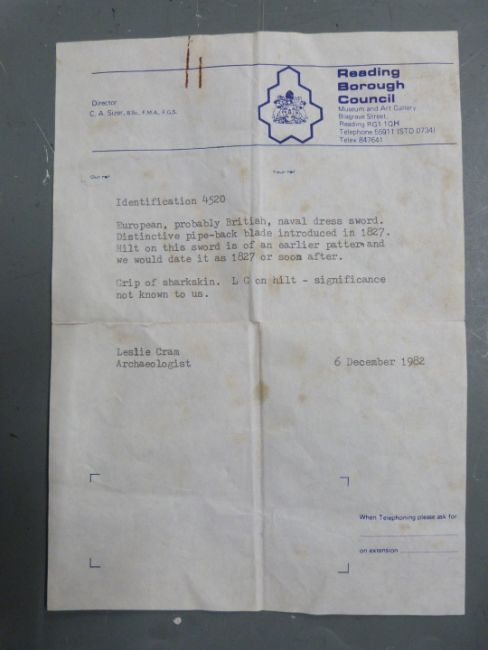 Reading
Borough
Council
Museum and Art Gallery
Blagrave Street,
Reading RG1 1QH
Telephone 55911 (STD 0734)
Telex 847641
Director
C. A. Sizer, B.Sc., F.M.A., F.G.S.
Our ref
Your ref
Identification 4520
European, probably British, naval dress sword.
Distinctive pipe-back blade introduced in 1827.
Hilt on this sword is of an earlier pattern and
we would date it as 1827 or soon after.
Grip of sharkskin. L C on hilt - significance
not known to us.
Leslie Cram
Archaeologist
6 December 1982
When Telephoning please ask for
on extension